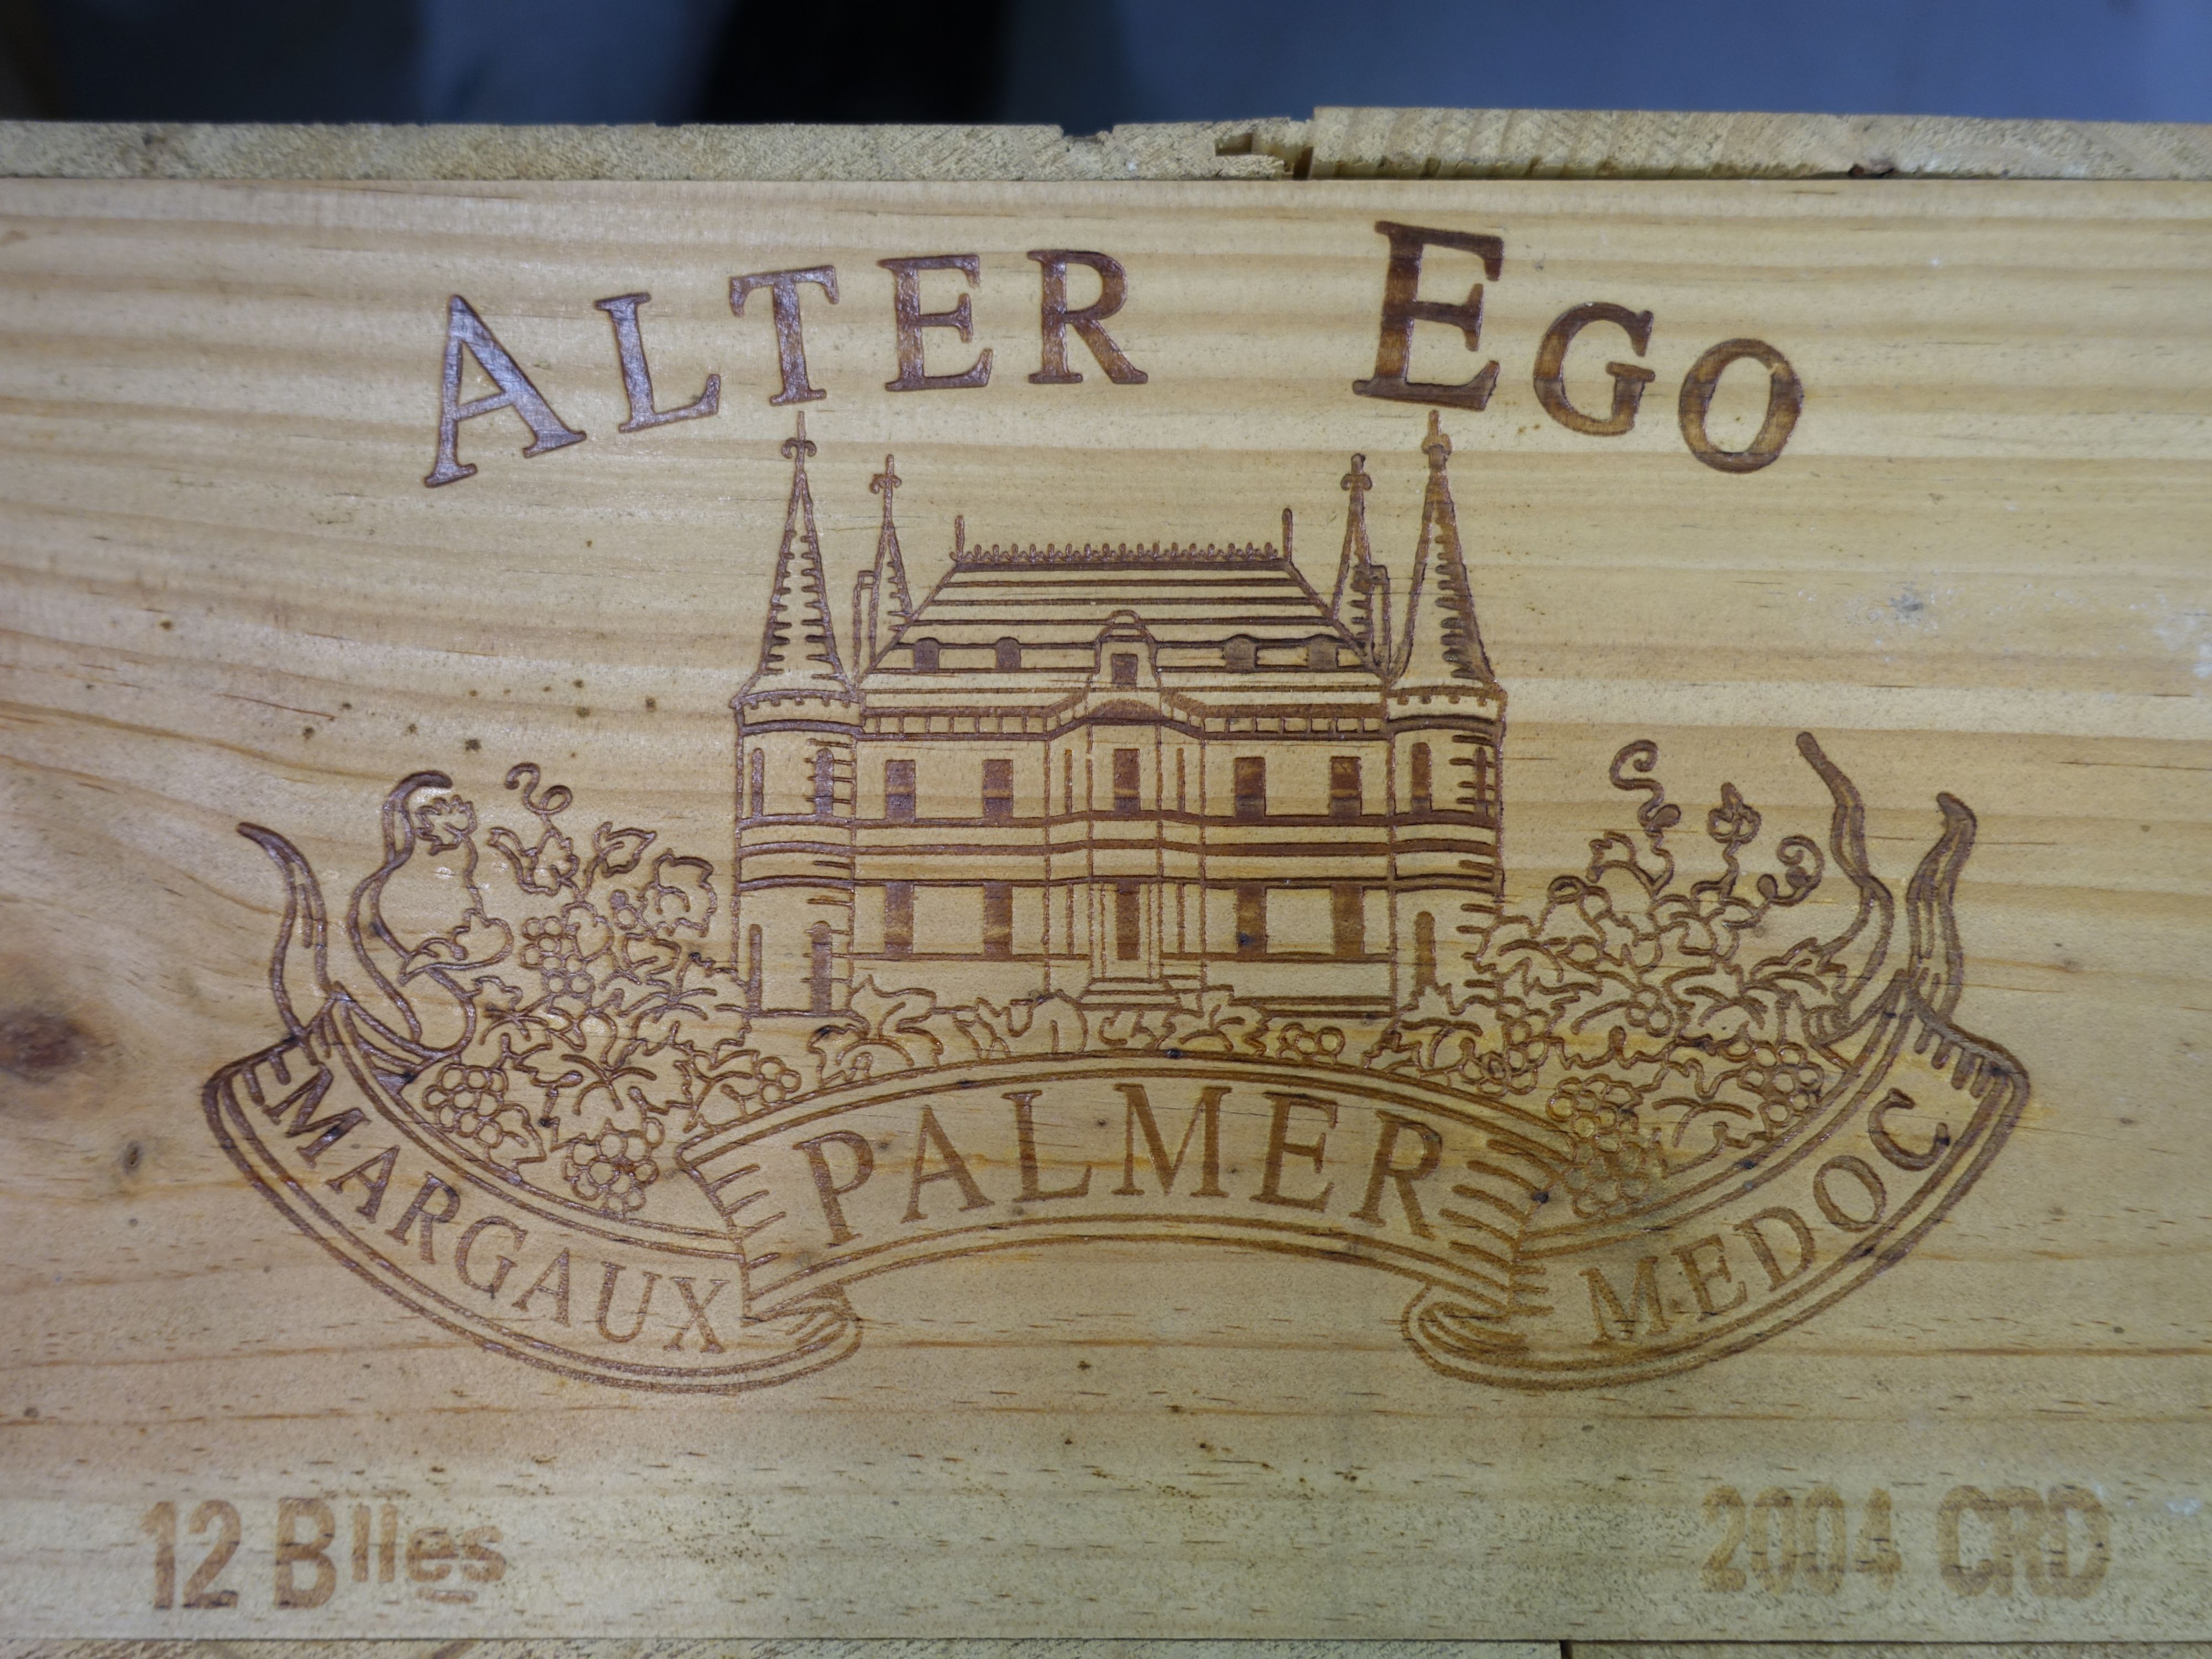 ALTER EGO
MARGAUX PALMER MEDOC
12 Blles 2004 CRD